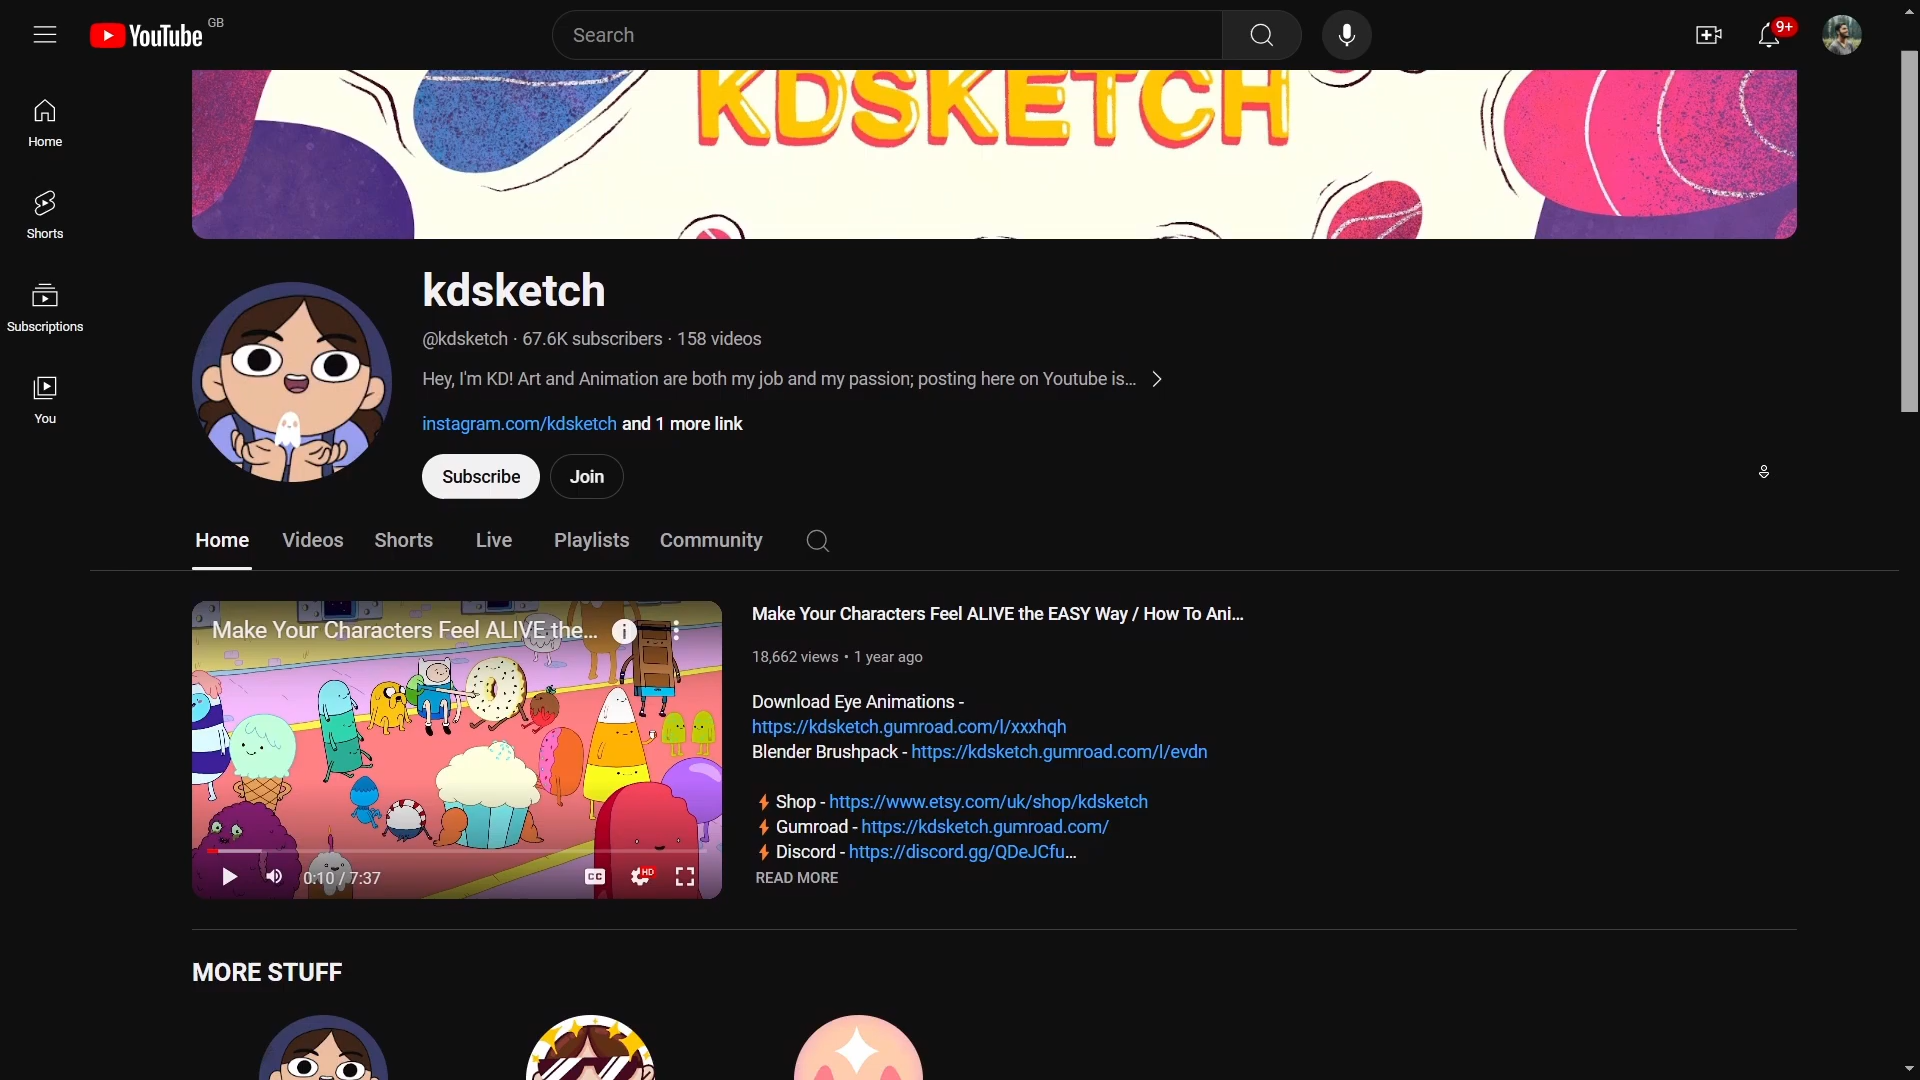 YouTube GB
Search
9+
KDSKETCH
Home
Shorts
Subscriptions
You
kdsketch
@kdsketch · 67.6K subscribers · 158 videos
Hey, I'm KD! Art and Animation are both my job and my passion; posting here on Youtube is...
instagram.com/kdsketch and 1 more link
Subscribe Join
Home Videos Shorts Live Playlists Community
Make Your Characters Feel ALIVE the...
0:10 / 7:37
CC HD
Make Your Characters Feel ALIVE the EASY Way / How To Ani...
18,662 views • 1 year ago
Download Eye Animations -
https://kdsketch.gumroad.com/l/xxxhqh
Blender Brushpack - https://kdsketch.gumroad.com/l/evdn
Shop - https://www.etsy.com/uk/shop/kdsketch
Gumroad - https://kdsketch.gumroad.com/
Discord - https://discord.gg/QDeJCfu...
READ MORE
MORE STUFF